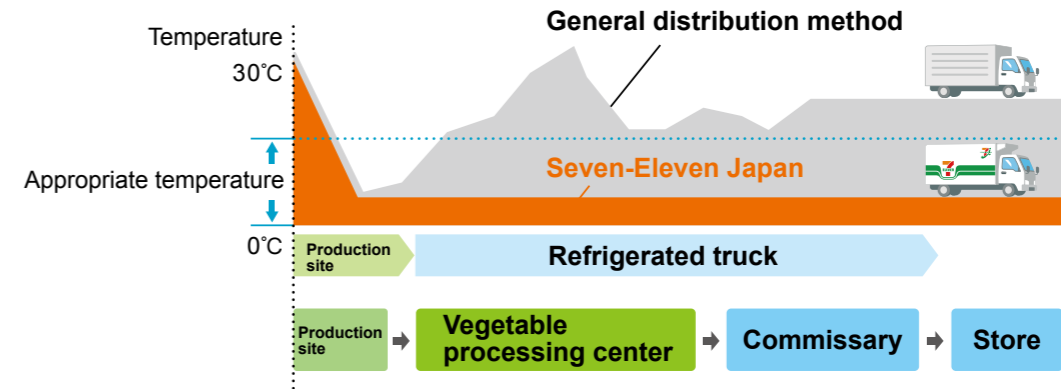 General distribution method
Temperature
30℃
Seven-Eleven Japan
Appropriate temperature
0℃
Production
site
Refrigerated truck
Production
site
Vegetable
processing center
Commissary
Store